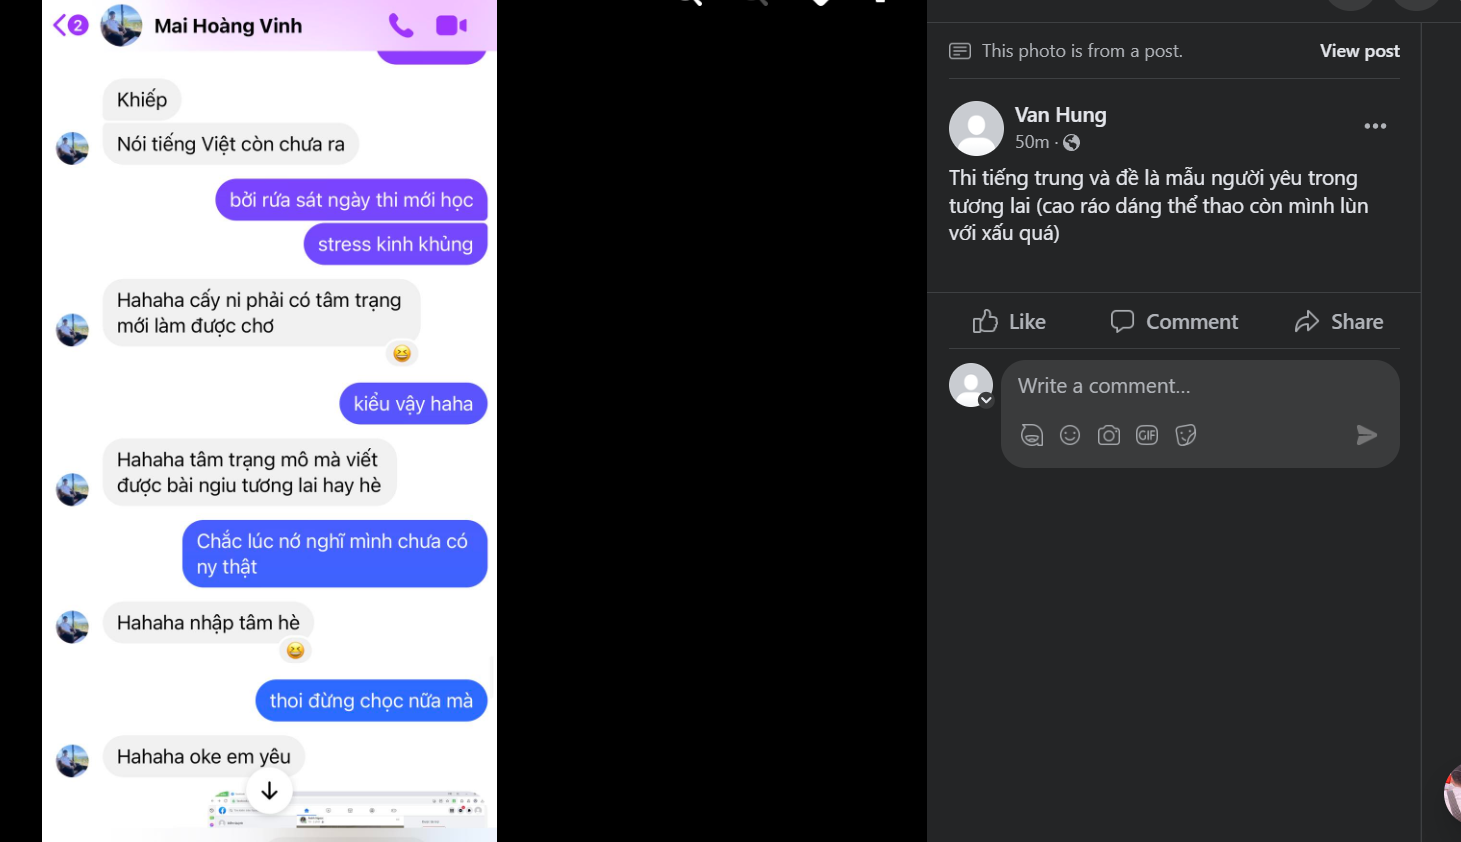 2
Mai Hoàng Vinh
Khiếp
Nói tiếng Việt còn chưa ra
bởi rứa sát ngày thi mới học
stress kinh khủng
Hahaha cấy ni phải có tâm trạng
mới làm được chơ
kiểu vậy haha
Hahaha tâm trạng mô mà viết
được bài ngiu tương lai hay hè
Chắc lúc nớ nghĩ mình chưa có
ny thật
Hahaha nhập tâm hè
thoi đừng chọc nữa mà
Hahaha oke em yêu
This photo is from a post.
View post
Van Hung
50m ·
Thi tiếng trung và đề là mẫu người yêu trong
tương lai (cao ráo dáng thể thao còn mình lùn
với xấu quá)
Like
Comment
Share
Write a comment...
GIF